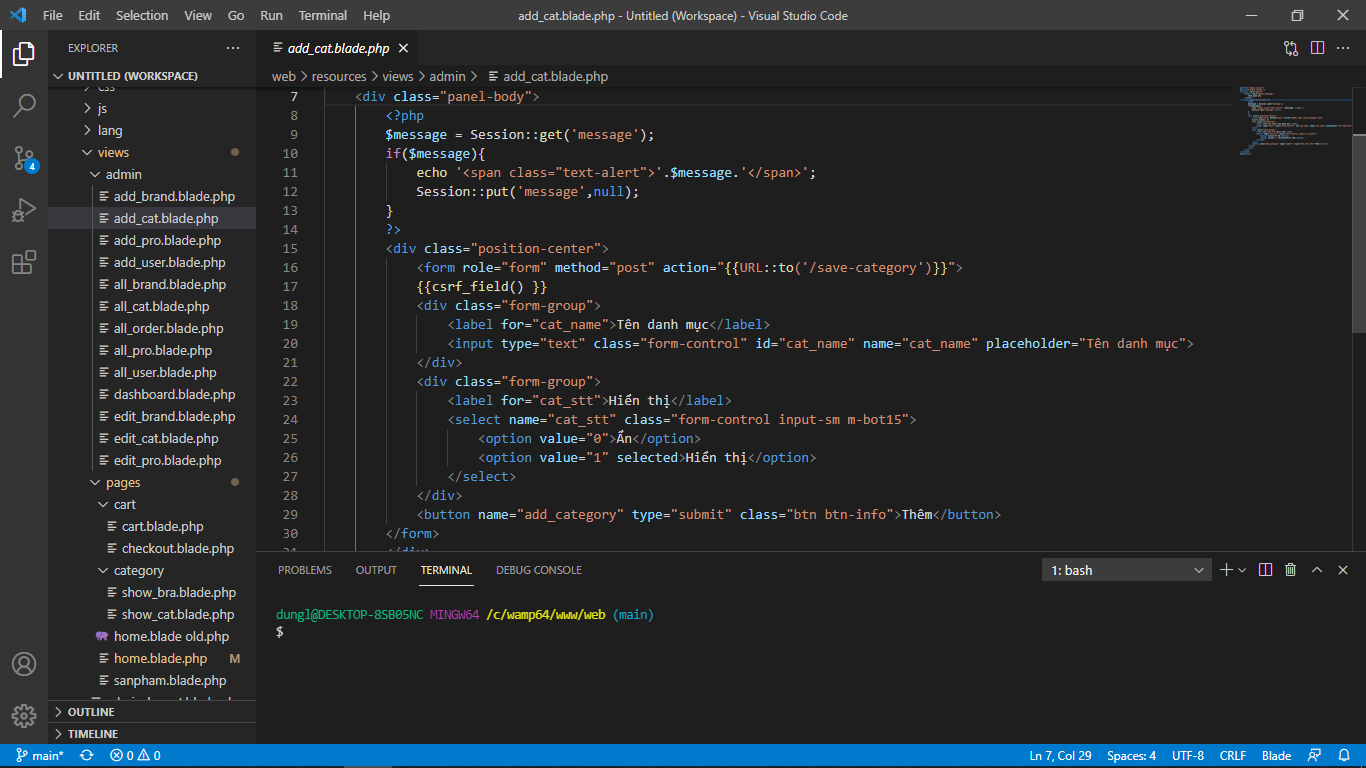 File Edit Selection View Go Run Terminal Help add_cat.blade.php - Untitled (Workspace) - Visual Studio Code
EXPLORER
UNTITLED (WORKSPACE)
css
js
lang
views
admin
add_brand.blade.php
add_cat.blade.php
add_pro.blade.php
add_user.blade.php
all_brand.blade.php
all_cat.blade.php
all_order.blade.php
all_pro.blade.php
all_user.blade.php
dashboard.blade.php
edit_brand.blade.php
edit_cat.blade.php
edit_pro.blade.php
pages
cart
cart.blade.php
checkout.blade.php
category
show_bra.blade.php
show_cat.blade.php
home.blade old.php
home.blade.php M
sanpham.blade.php
OUTLINE
TIMELINE
4
add_cat.blade.php
web > resources > views > admin > add_cat.blade.php
7 <div class="panel-body">
8 <?php
9 $message = Session::get('message');
10 if($message){
11 echo '<span class="text-alert">'.$message.'</span>';
12 Session::put('message',null);
13 }
14 ?>
15 <div class="position-center">
16 <form role="form" method="post" action="{{URL::to('/save-category')}}">
17 {{csrf_field() }}
18 <div class="form-group">
19 <label for="cat_name">Tên danh mục</label>
20 <input type="text" class="form-control" id="cat_name" name="cat_name" placeholder="Tên danh mục">
21 </div>
22 <div class="form-group">
23 <label for="cat_stt">Hiển thị</label>
24 <select name="cat_stt" class="form-control input-sm m-bot15">
25 <option value="0">Ẩn</option>
26 <option value="1" selected>Hiển thị</option>
27 </select>
28 </div>
29 <button name="add_category" type="submit" class="btn btn-info">Thêm</button>
30 </form>
31 </div>
PROBLEMS OUTPUT TERMINAL DEBUG CONSOLE 1: bash
dungl@DESKTOP-8SB05NC MINGW64 /c/wamp64/www/web (main)
$
main* 0 0 Ln 7, Col 29 Spaces: 4 UTF-8 CRLF Blade